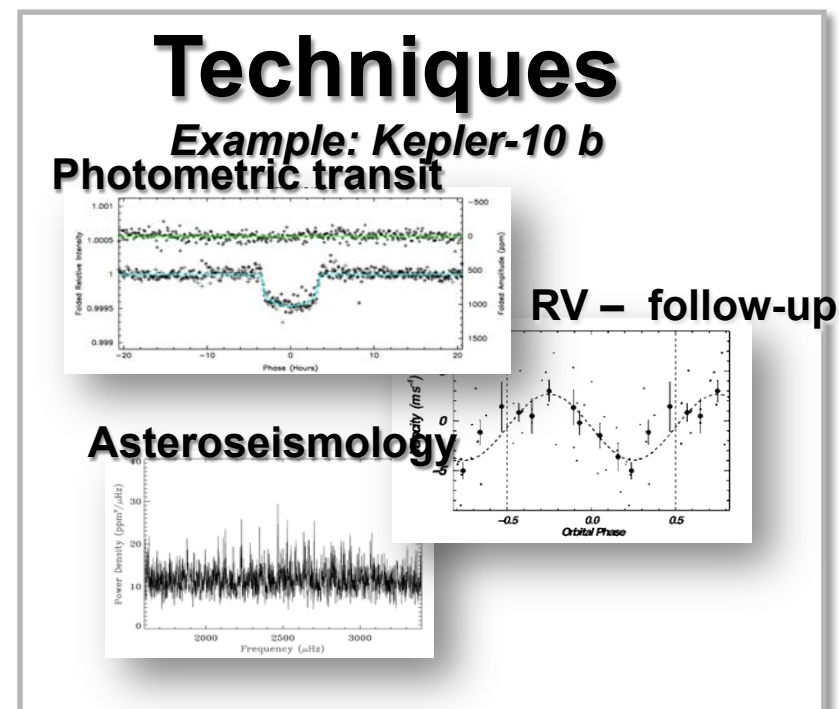 Techniques
Example: Kepler-10 b
Photometric transit
1.001
1.0005
1
0.9995
0.999
Folded Relative Intensity
-500
0
500
1000
1500
Folded Amplitude (ppm)
-20 -10 0 10 20
Phase (Hours)
RV – follow-up
0
-0.5 0.0 0.5
Orbital Phase
Asteroseismology
40
30
20
10
0
Power Density (ppm²/μHz)
2000 2500 3000
Frequency (μHz)